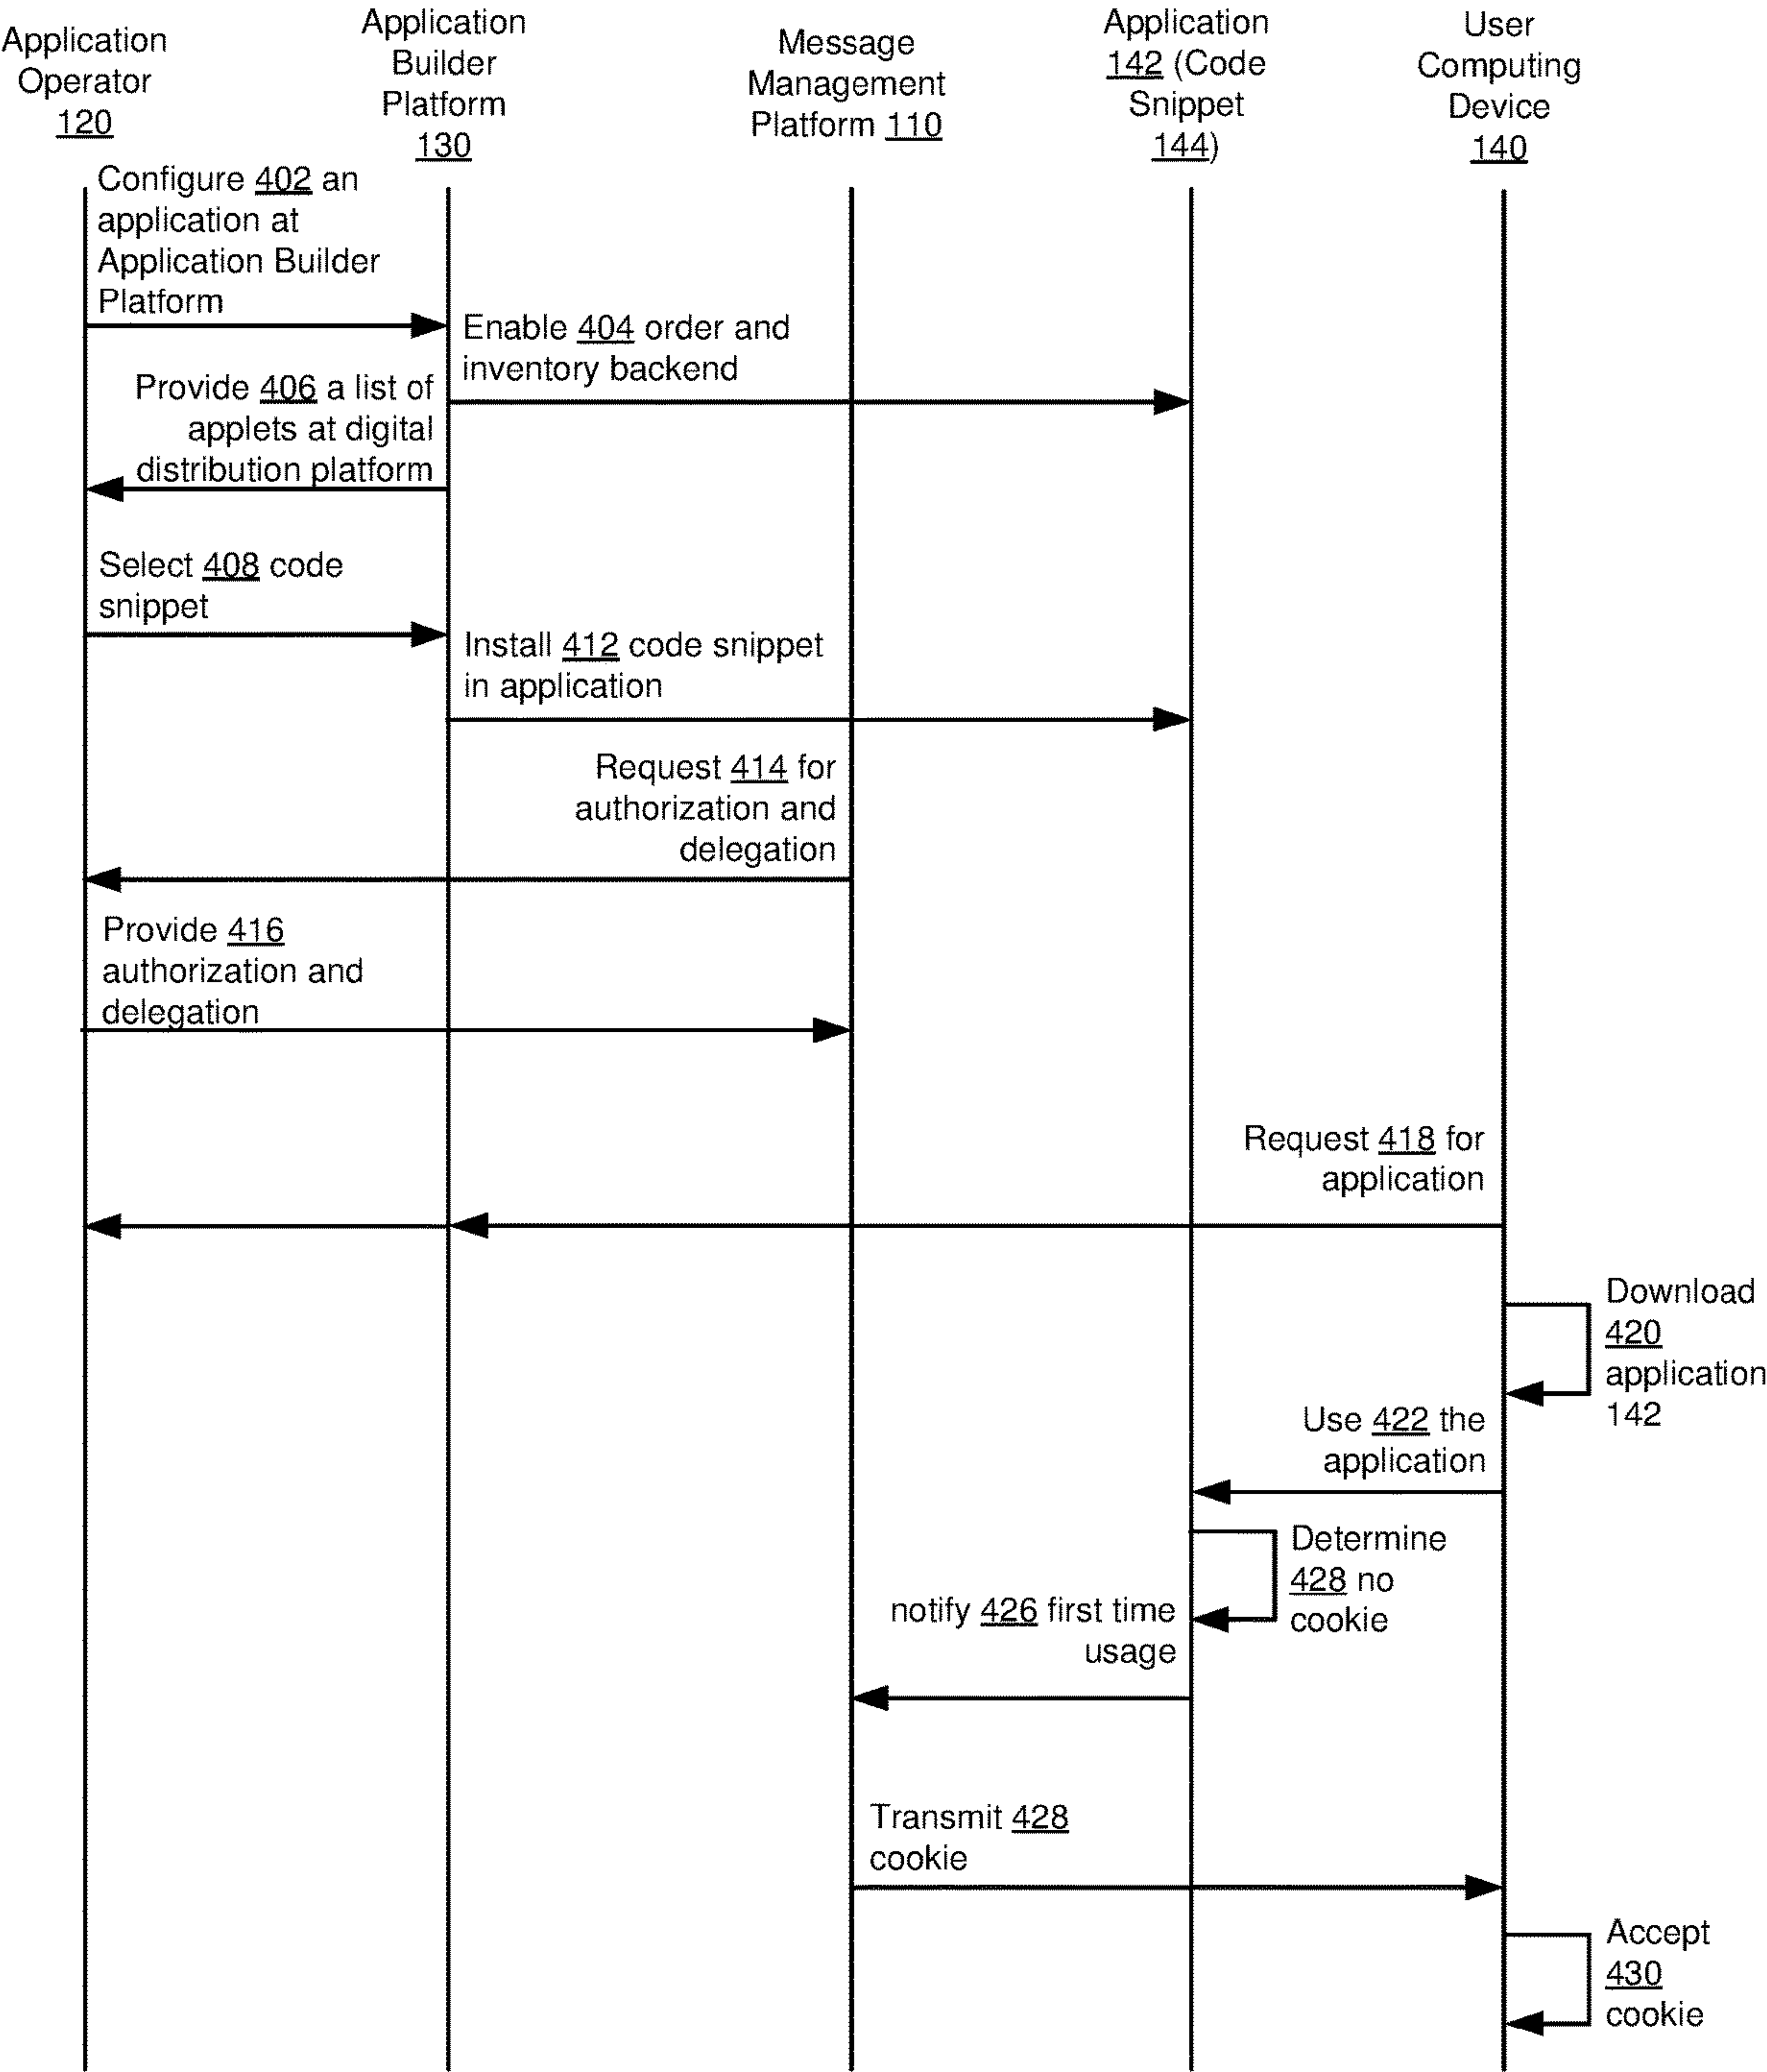 Application
Operator
120
Application
Builder
Platform
130
Message
Management
Platform 110
Application
142 (Code
Snippet
144)
User
Computing
Device
140
Configure 402 an
application at
Application Builder
Platform
Enable 404 order and
inventory backend
Provide 406 a list of
applets at digital
distribution platform
Select 408 code
snippet
Install 412 code snippet
in application
Request 414 for
authorization and
delegation
Provide 416
authorization and
delegation
Request 418 for
application
Download
420
application
142
Use 422 the
application
Determine
428 no
cookie
notify 426 first time
usage
Transmit 428
cookie
Accept
430
cookie